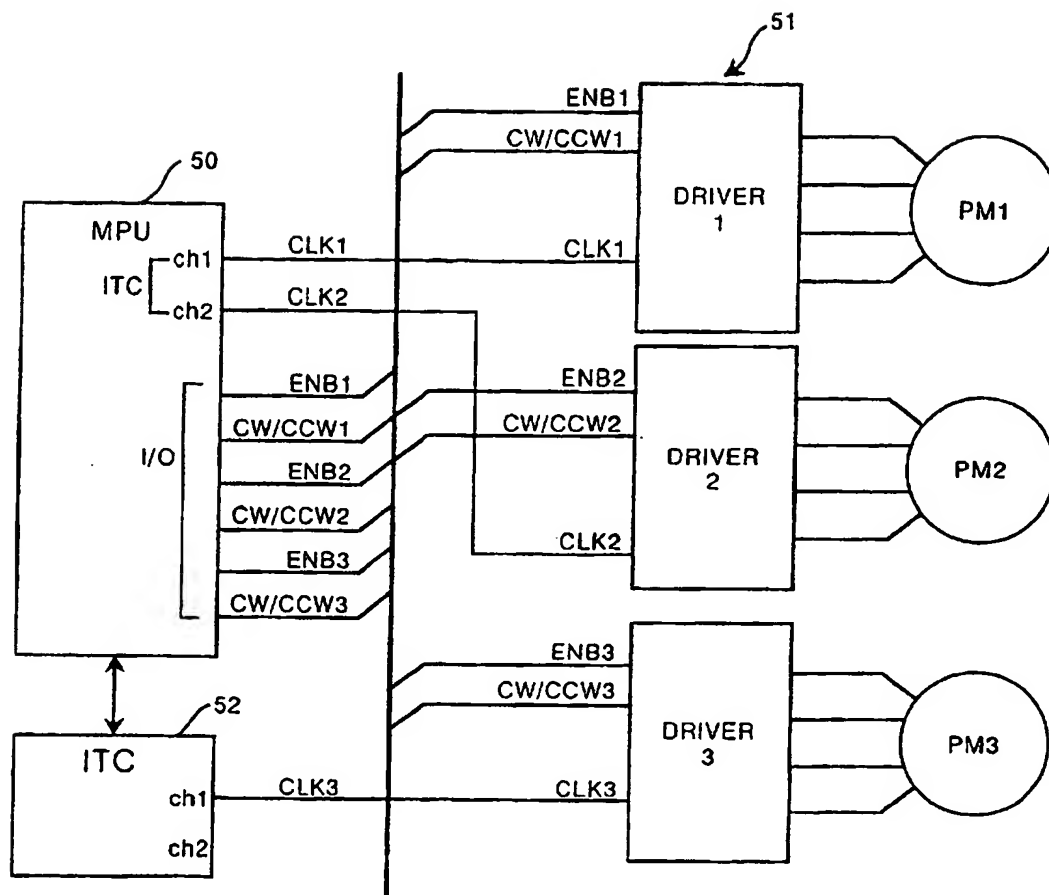 51
ENB1
CW/CCW1
50
MPU
DRIVER
1
PM1
ch1
CLK1
CLK1
ITC
ch2
CLK2
ENB1
ENB2
CW/CCW1
CW/CCW2
I/O
ENB2
DRIVER
2
PM2
CW/CCW2
ENB3
CLK2
CW/CCW3
ENB3
CW/CCW3
52
ITC
DRIVER
3
PM3
ch1
CLK3
CLK3
ch2